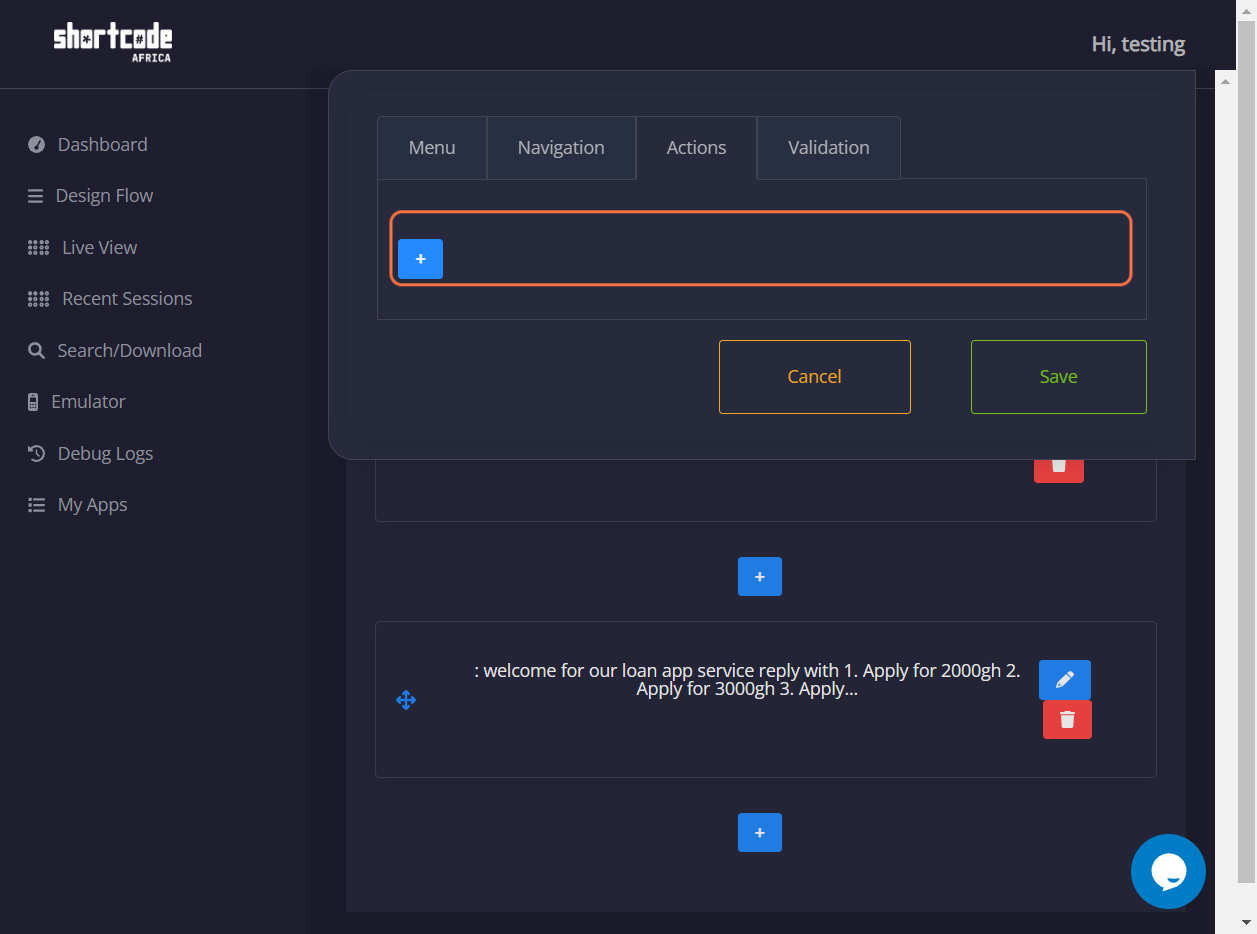 shortcode
AFRICA
Hi, testing
Dashboard
Design Flow
Live View
Recent Sessions
Search/Download
Emulator
Debug Logs
My Apps
Menu
Navigation
Actions
Validation
+
Cancel
Save
+
: welcome for our loan app service reply with 1. Apply for 2000gh 2.
Apply for 3000gh 3. Apply...
+